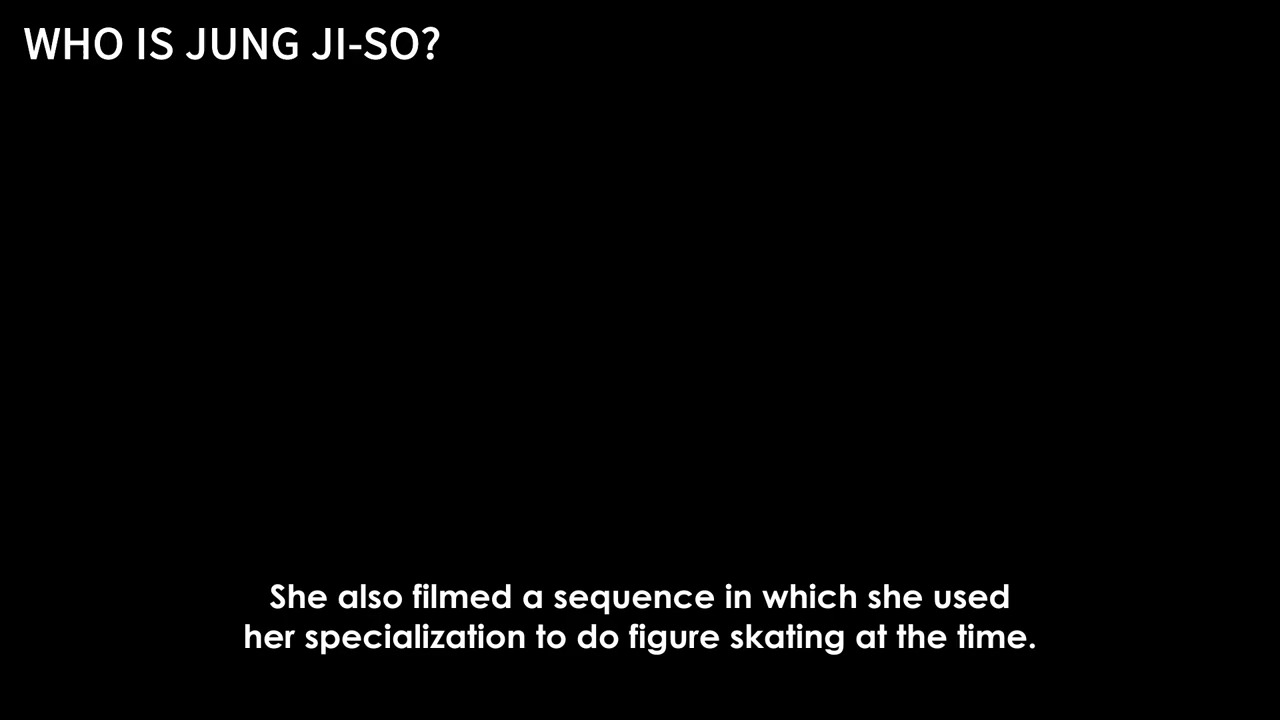 WHO IS JUNG JI-SO?
She also filmed a sequence in which she used
her specialization to do figure skating at the time.